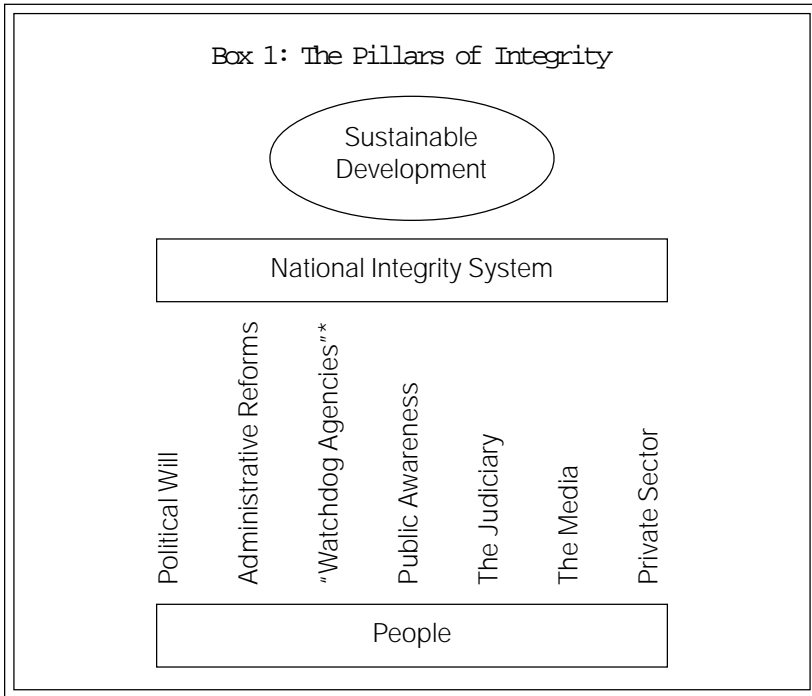 Box 1: The Pillars of Integrity
Sustainable
Development
National Integrity System
Political Will
Administrative Reforms
"Watchdog Agencies"*
Public Awareness
The Judiciary
The Media
Private Sector
People